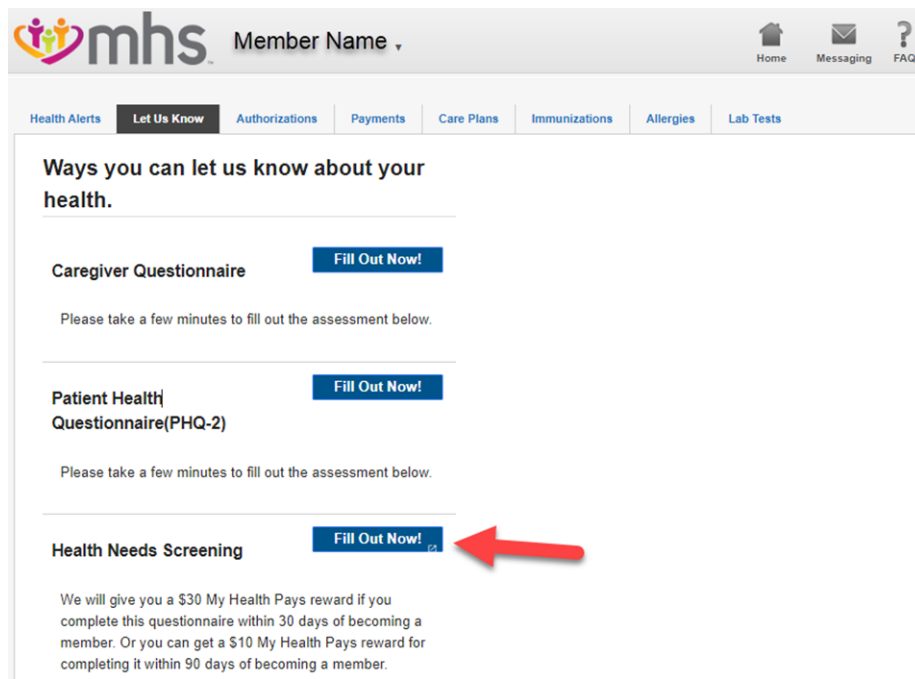 mhs™ Member Name
Home Messaging FAQ
Health Alerts Let Us Know Authorizations Payments Care Plans Immunizations Allergies Lab Tests
Ways you can let us know about your
health.
Fill Out Now!
Caregiver Questionnaire
Please take a few minutes to fill out the assessment below.
Fill Out Now!
Patient Health
Questionnaire(PHQ-2)
Please take a few minutes to fill out the assessment below.
Fill Out Now!
Health Needs Screening
We will give you a $30 My Health Pays reward if you
complete this questionnaire within 30 days of becoming a
member. Or you can get a $10 My Health Pays reward for
completing it within 90 days of becoming a member.